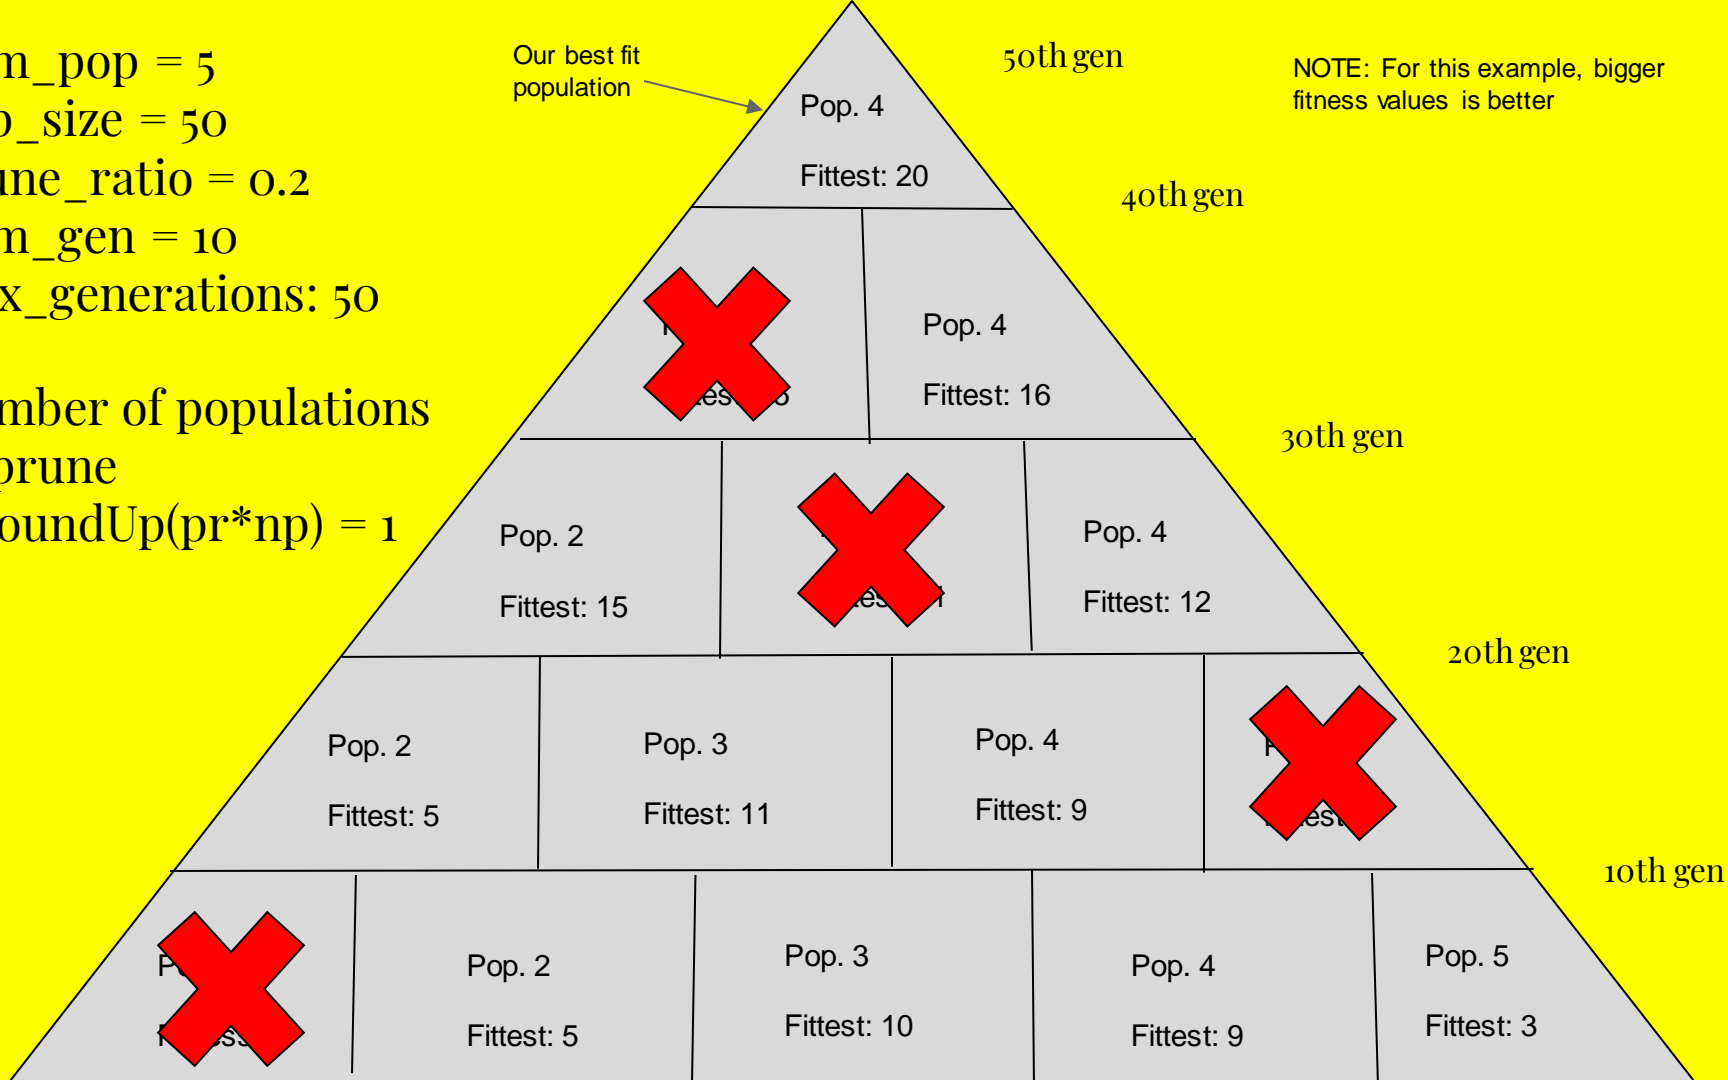 m_pop = 5
_size = 50
une_ratio = 0.2
m_gen = 10
x_generations: 50
mber of populations
prune
oundUp(pr*np) = 1
Our best fit
population
50th gen
NOTE: For this example, bigger
fitness values is better
Pop. 4
Fittest: 20
40th gen
Pop. 4
Fittest: 16
30th gen
Pop. 2
Fittest: 15
Pop. 4
Fittest: 12
20th gen
Pop. 2
Fittest: 5
Pop. 3
Fittest: 11
Pop. 4
Fittest: 9
10th gen
Pop. 2
Fittest: 5
Pop. 3
Fittest: 10
Pop. 4
Fittest: 9
Pop. 5
Fittest: 3